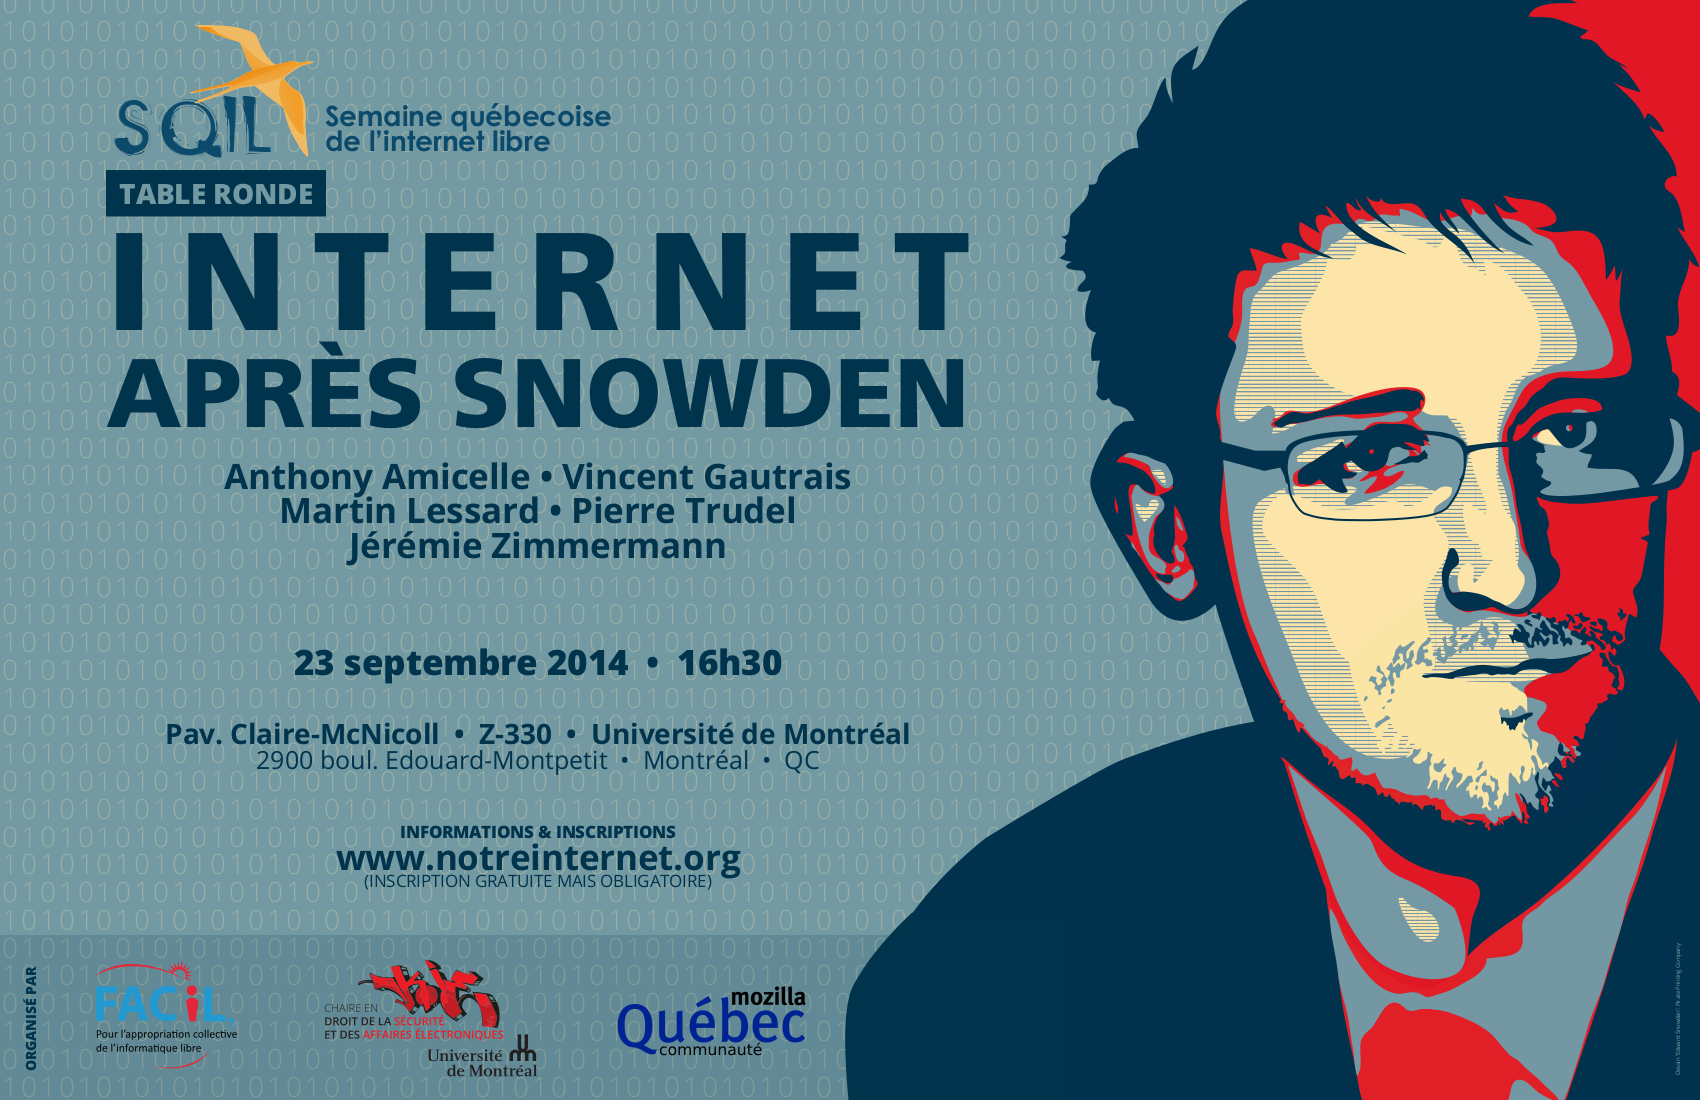 SQIL
Semaine québecoise
de l'internet libre
TABLE RONDE
INTERNET
APRÈS SNOWDEN
Anthony Amicelle • Vincent Gautrais
Martin Lessard • Pierre Trudel
Jérémie Zimmermann
23 septembre 2014 • 16h30
Pav. Claire-McNicoll • Z-330 • Université de Montréal
2900 boul. Edouard-Montpetit • Montréal • QC
INFORMATIONS & INSCRIPTIONS
www.notreinternet.org
(INSCRIPTION GRATUITE MAIS OBLIGATOIRE)
ORGANISÉ PAR
FACiL
Pour l'appropriation collective
de l'informatique libre
CHAIRE EN
DROIT DE LA SÉCURITÉ
ET DES AFFAIRES ÉLECTRONIQUES
Université
de Montréal
mozilla
Québec
communauté